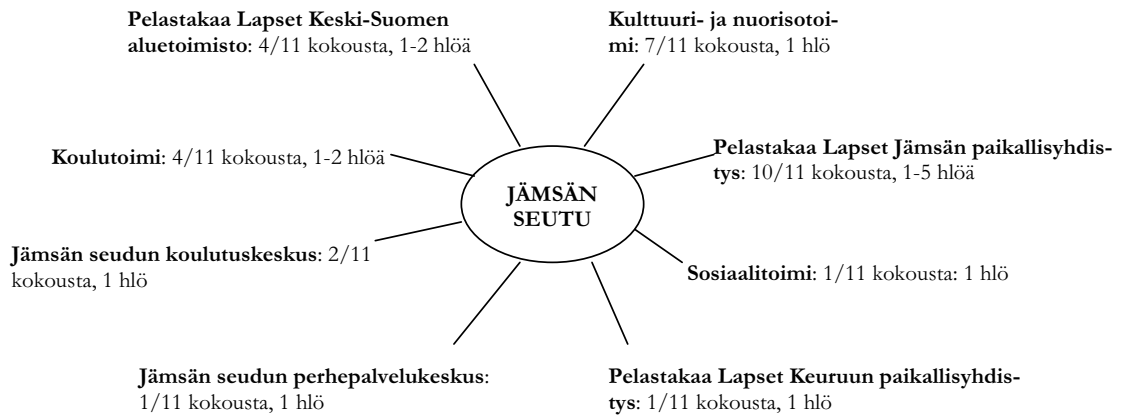 Pelastakaa Lapset Keski-Suomen
aluetoimisto: 4/11 kokousta, 1-2 hlöä
Kulttuuri- ja nuorisotoi-
mi: 7/11 kokousta, 1 hlö
Koulutoimi: 4/11 kokousta, 1-2 hlöä
Pelastakaa Lapset Jämsän paikallisyhdis-
tys: 10/11 kokousta, 1-5 hlöä
JÄMSÄN
SEUTU
Jämsän seudun koulutuskeskus: 2/11
kokousta, 1 hlö
Sosiaalitoimi: 1/11 kokousta: 1 hlö
Jämsän seudun perhepalvelukeskus:
1/11 kokousta, 1 hlö
Pelastakaa Lapset Keuruun paikallisyhdis-
tys: 1/11 kokousta, 1 hlö